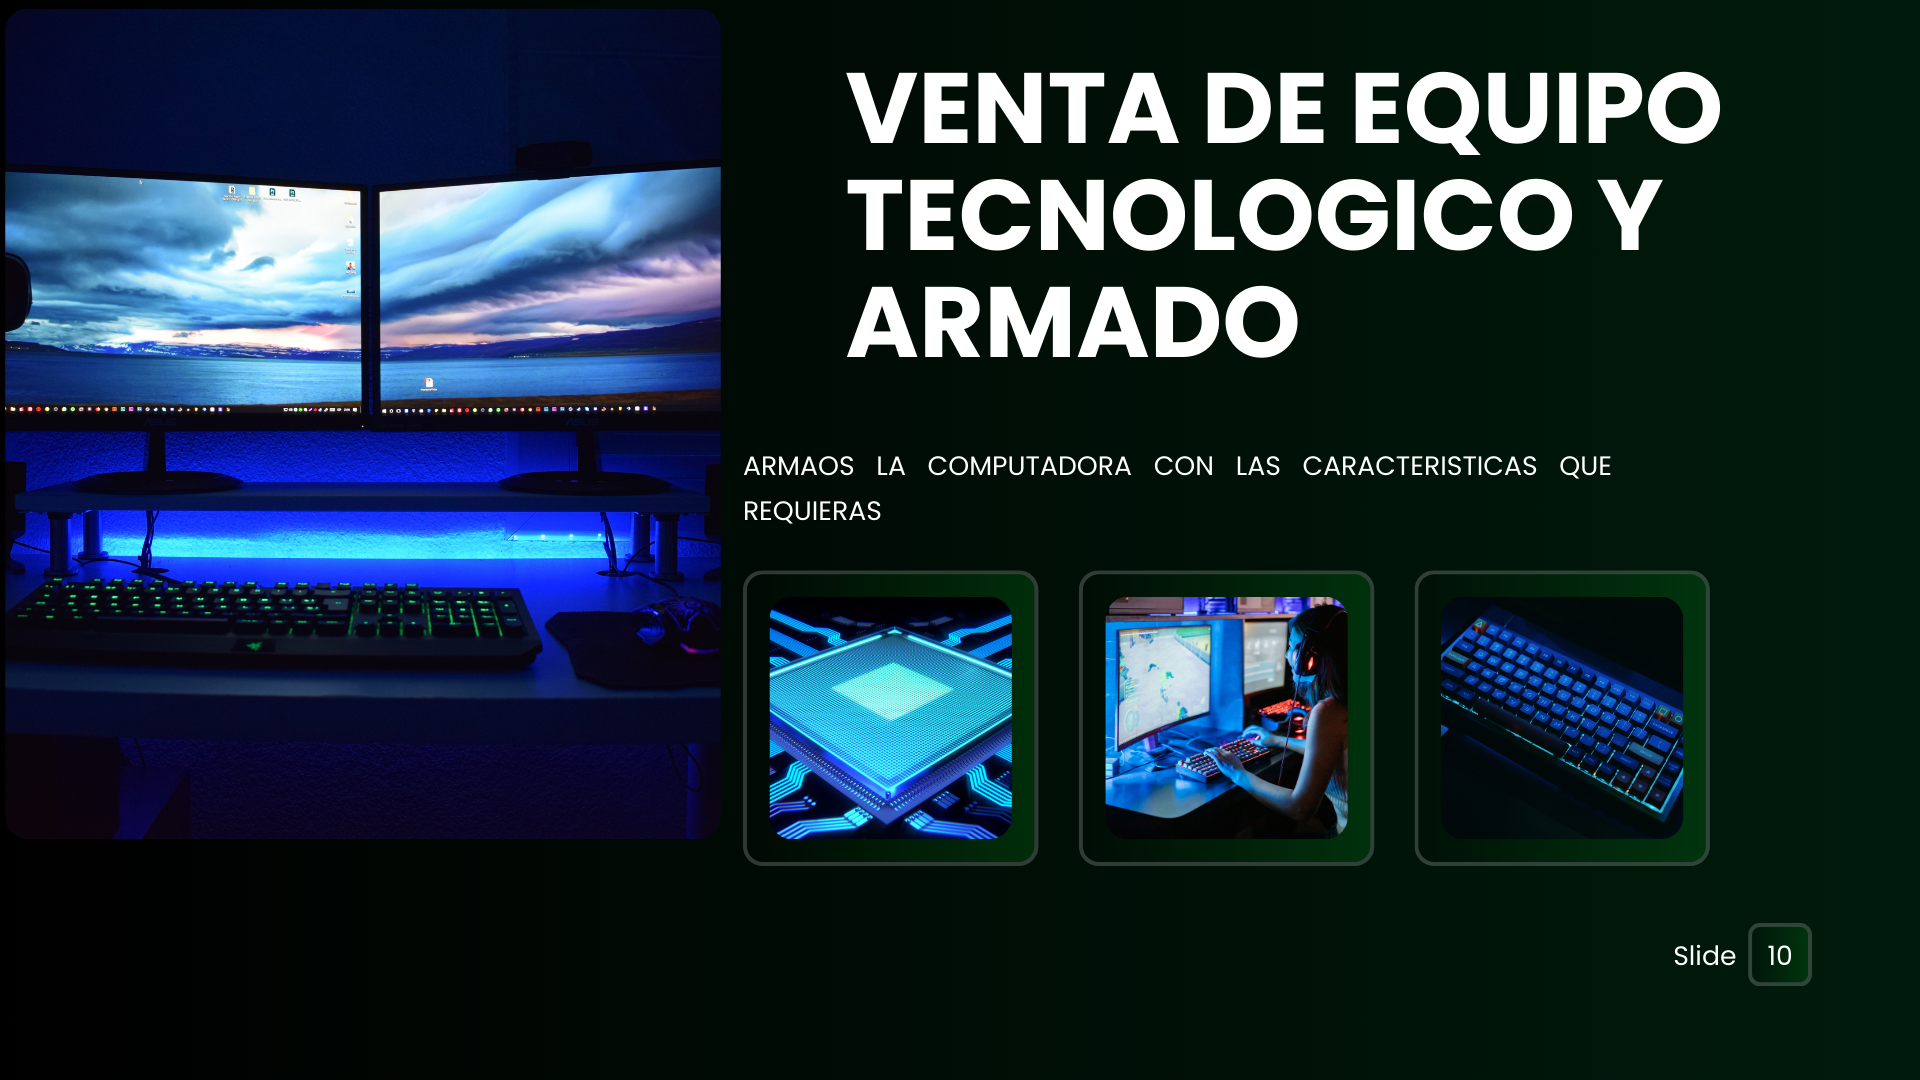 VENTA DE EQUIPO
TECNOLOGICO Y
ARMADO
ARMAOS LA COMPUTADORA CON LAS CARACTERISTICAS QUE
REQUIERAS
Slide 10